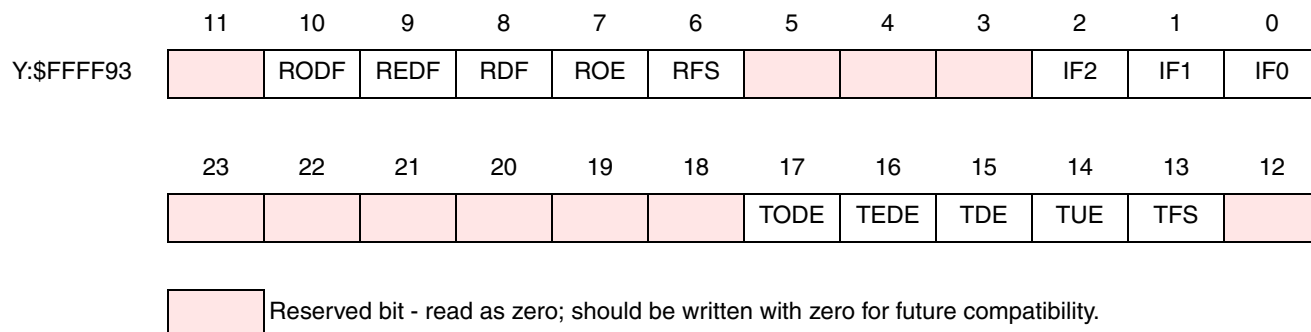 11 10 9 8 7 6 5 4 3 2 1 0
Y:$FFFF93 RODF REDF RDF ROE RFS IF2 IF1 IF0
23 22 21 20 19 18 17 16 15 14 13 12
TODE TEDE TDE TUE TFS
Reserved bit - read as zero; should be written with zero for future compatibility.